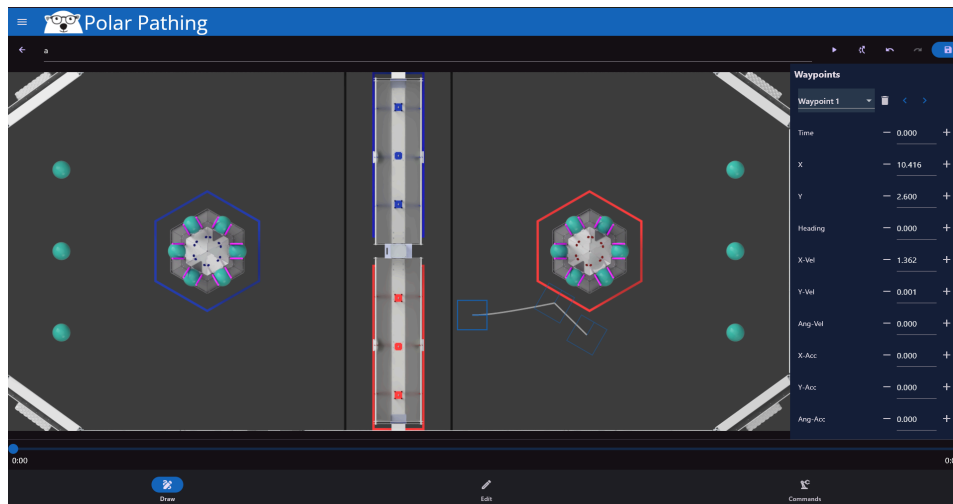 Polar Pathing
a
Waypoints
Waypoint 1
Time 0.000
X 10.416
Y 2.600
Heading 0.000
X-Vel 1.362
Y-Vel 0.001
Ang-Vel 0.000
X-Acc 0.000
Y-Acc 0.000
Ang-Acc 0.000
0:00
Draw
Edit
Commands